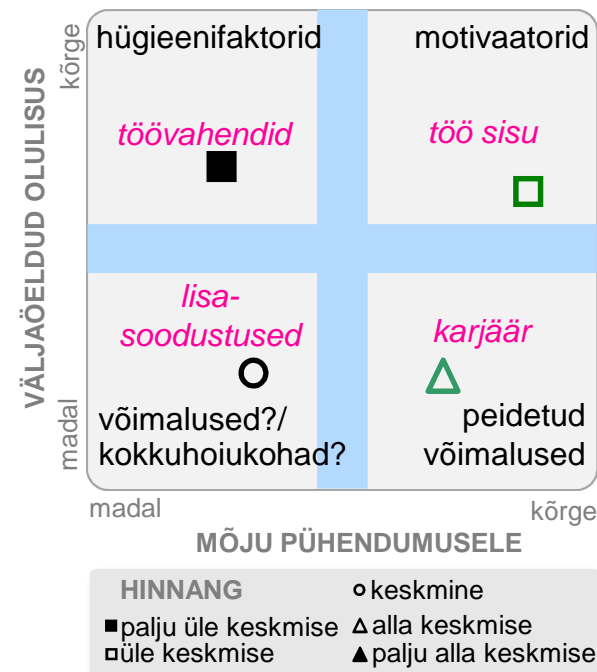 VÄLJAÖELDUD OLULISUS
kõrge
madal
hügieenifaktorid
motivaatorid
töövahendid
töö sisu
lisa-
soodustused
karjäär
võimalused?/
kokkuhoiukohad?
peidetud
võimalused
madal
kõrge
MÕJU PÜHENDUMUSELE
HINNANG
keskmine
palju üle keskmise
alla keskmise
üle keskmise
palju alla keskmise